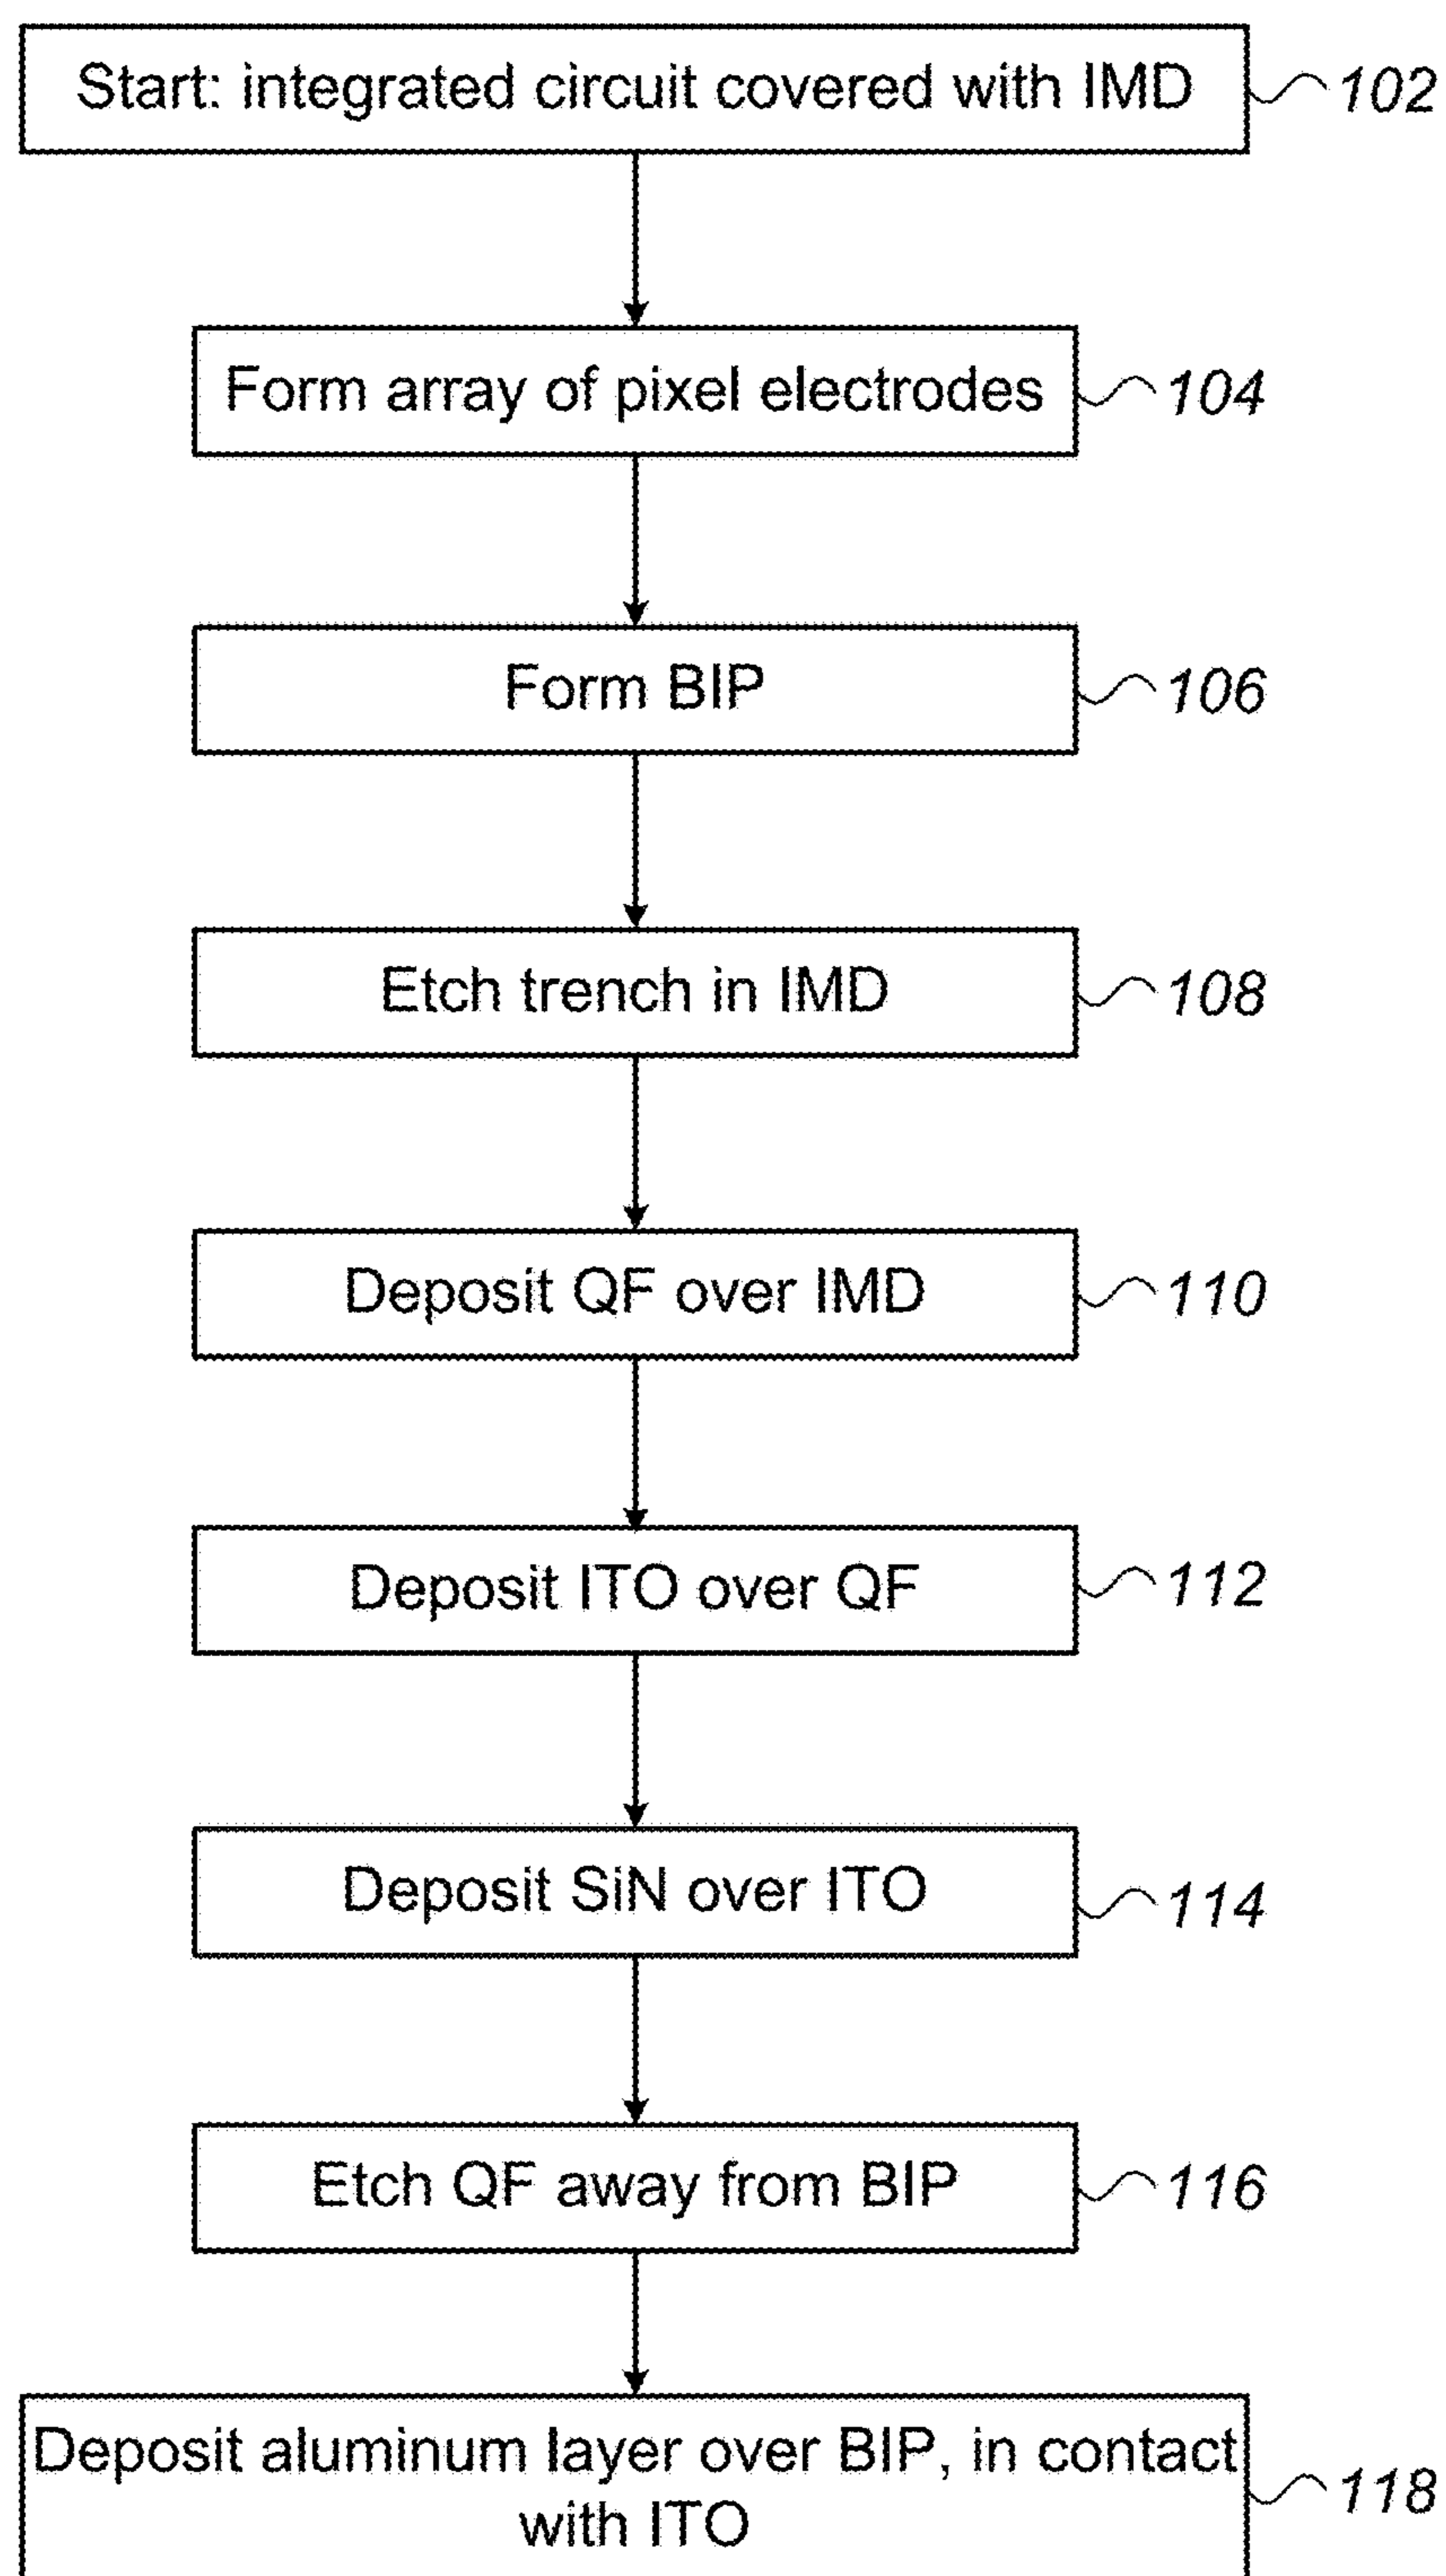 Start: integrated circuit covered with IMD
102
Form array of pixel electrodes
104
Form BIP
106
Etch trench in IMD
108
Deposit QF over IMD
110
Deposit ITO over QF
112
Deposit SiN over ITO
114
Etch QF away from BIP
116
Deposit aluminum layer over BIP, in contact
with ITO
118